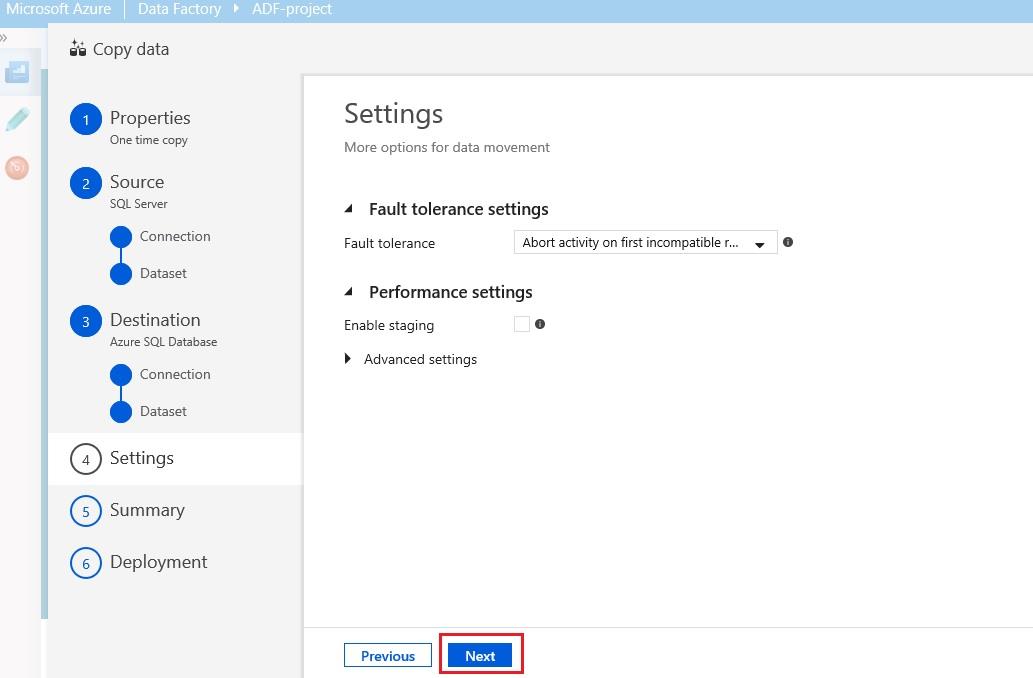 Microsoft Azure Data Factory ADF-project
»
Copy data
1 Properties
One time copy
2 Source
SQL Server
Connection
Dataset
3 Destination
Azure SQL Database
Connection
Dataset
4 Settings
5 Summary
6 Deployment
Settings
More options for data movement
Fault tolerance settings
Fault tolerance Abort activity on first incompatible r...
Performance settings
Enable staging
Advanced settings
Previous Next